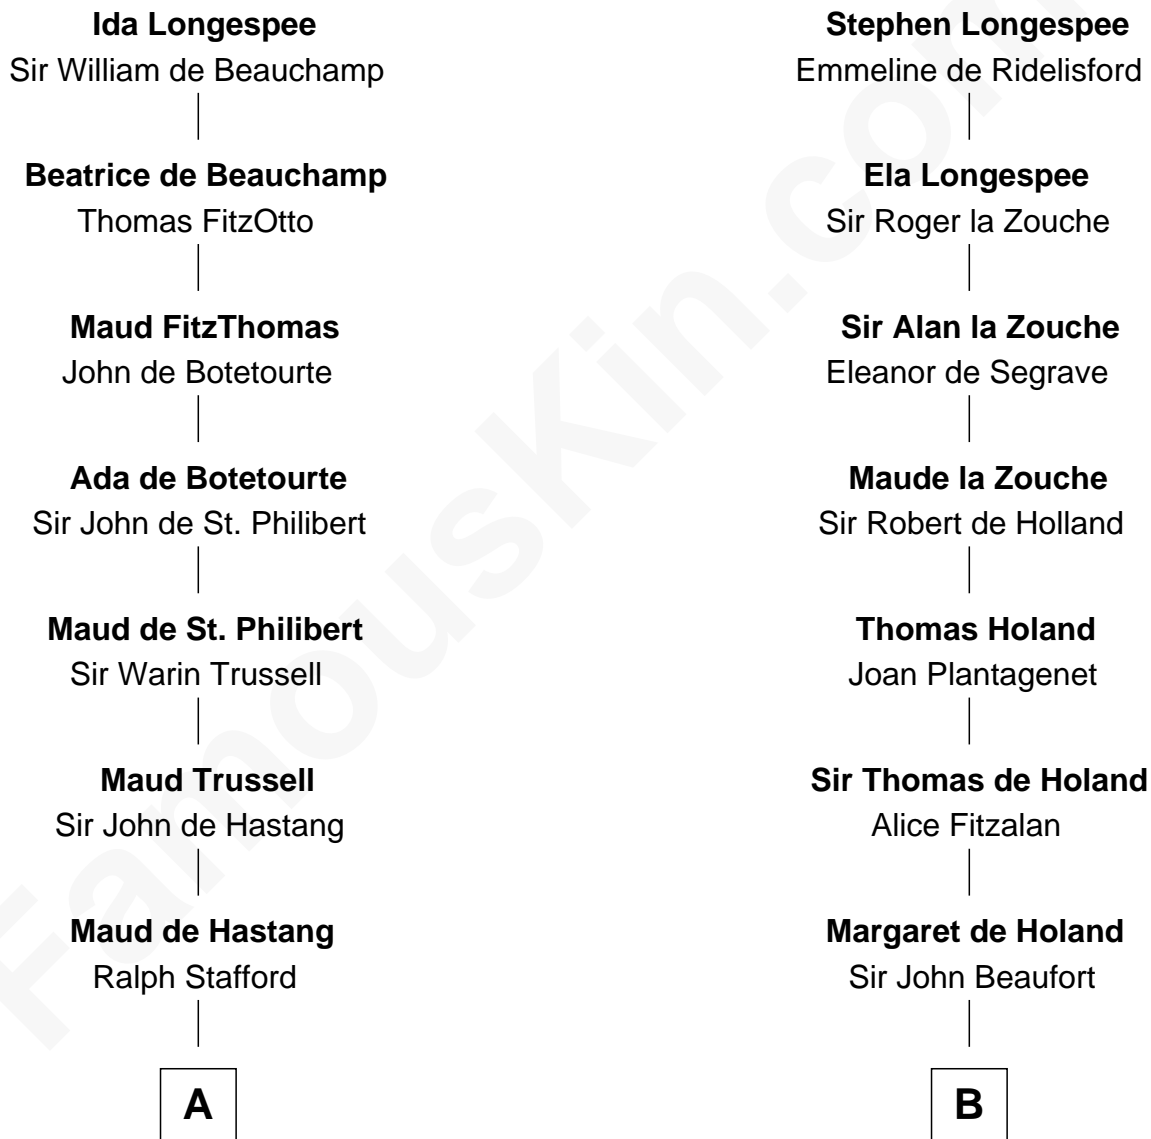 Ida Longespee
Sir William de Beauchamp
Beatrice de Beauchamp
Thomas FitzOtto
Maud FitzThomas
John de Botetourte
Ada de Botetourte
Sir John de St. Philibert
Maud de St. Philibert
Sir Warin Trussell
Maud Trussell
Sir John de Hastang
Maud de Hastang
Ralph Stafford
A
Stephen Longespee
Emmeline de Ridelisford
Ela Longespee
Sir Roger la Zouche
Sir Alan la Zouche
Eleanor de Segrave
Maude la Zouche
Sir Robert de Holland
Thomas Holand
Joan Plantagenet
Sir Thomas de Holand
Alice Fitzalan
Margaret de Holand
Sir John Beaufort
B
FamousKin.com